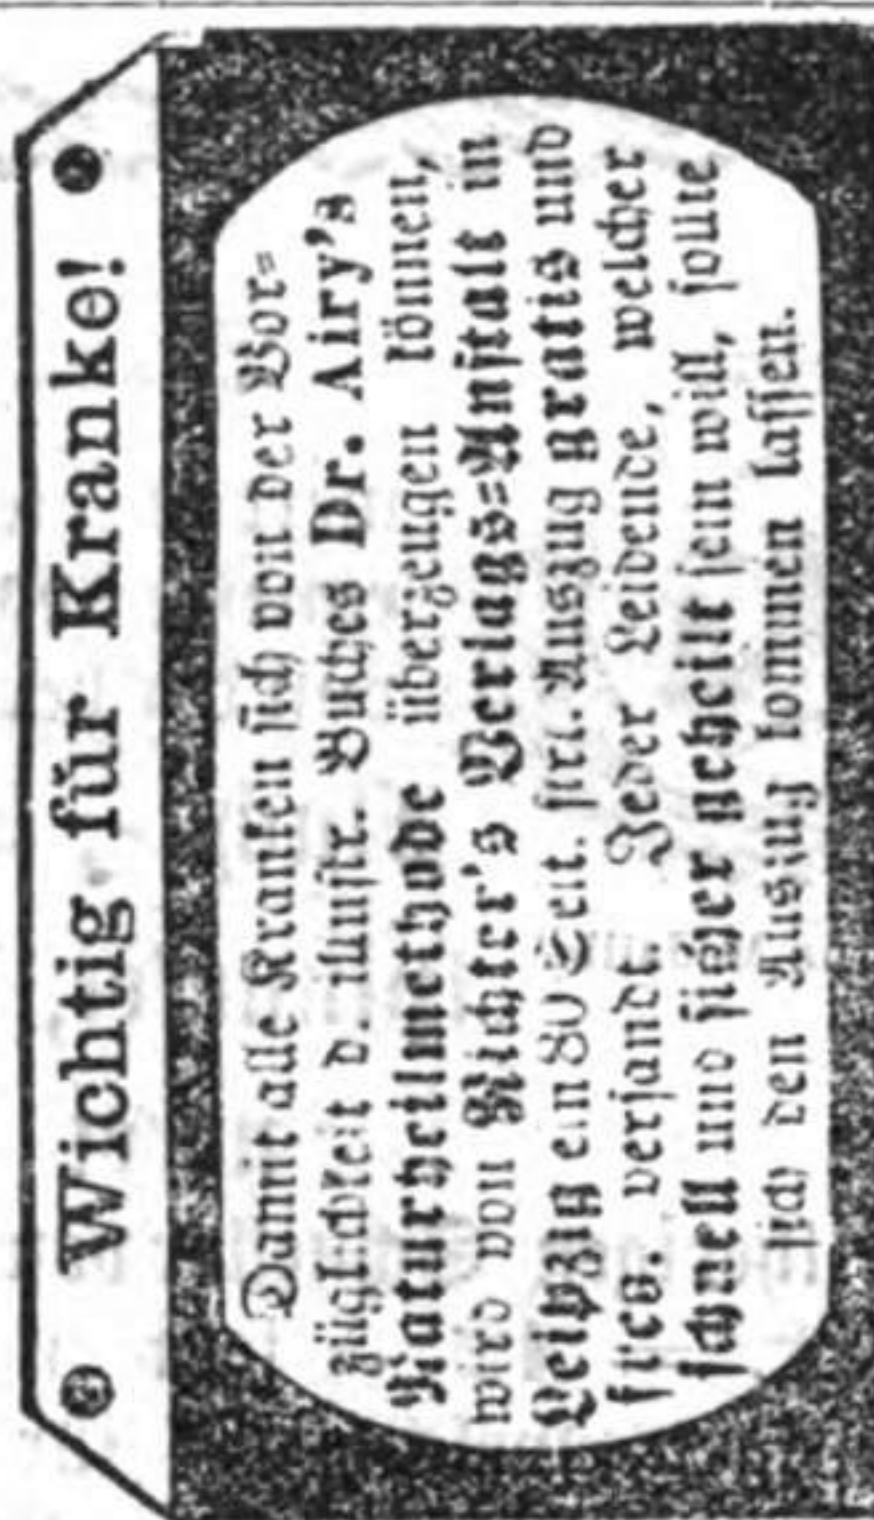 Wichtig für Kranke!
Damit alle Kranken sich von der Vor=
züglichkeit d. illustr. Buches Dr. Airy's
Naturheilmethode überzeugen können,
wird von Richter's Verlags=Anstalt in
Leipzig ein 80 Seit. strk. Auszug gratis und
frco. versandt. Jeder Leidende, welcher
schnell und sicher geheilt sein will, sollte
sich den Auszug kommen lassen.